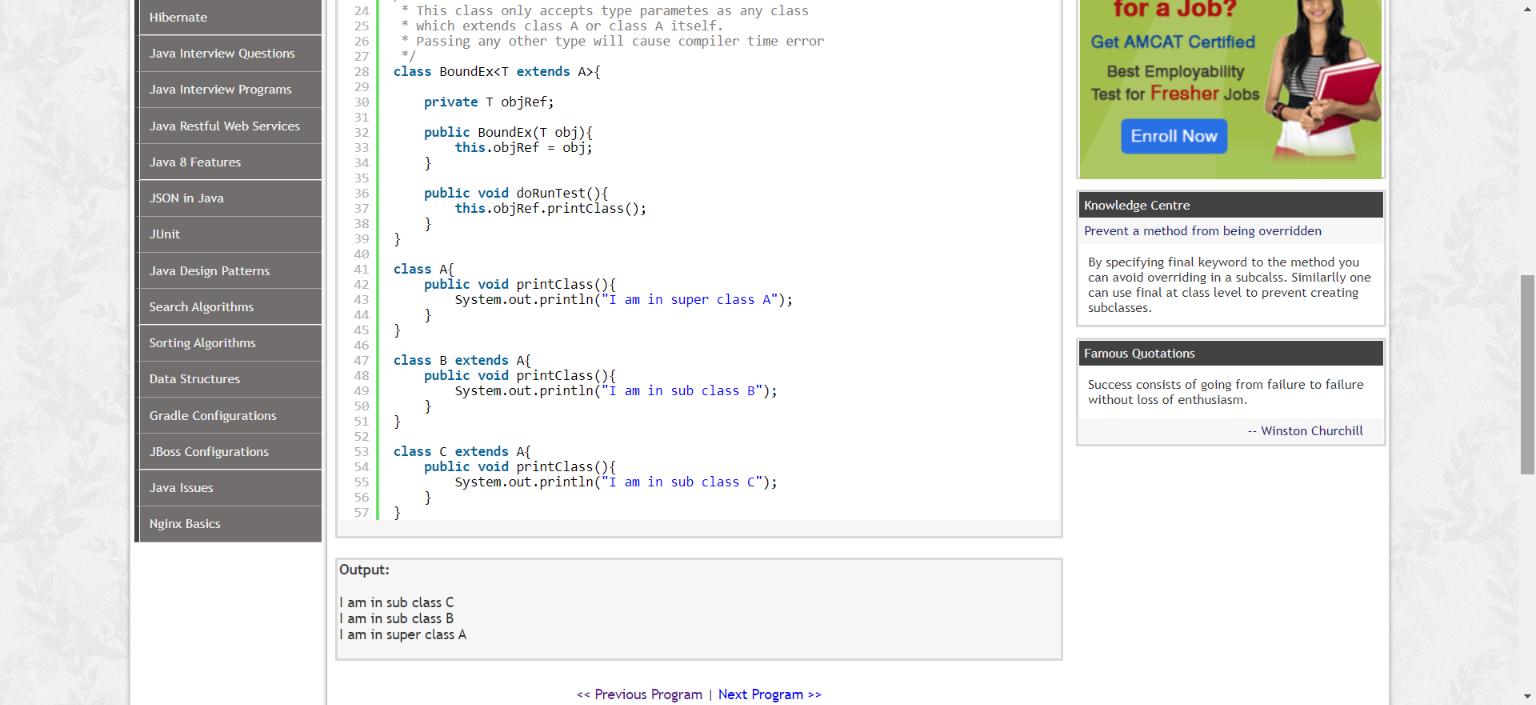 Hibernate
Java Interview Questions
Java Interview Programs
Java Restful Web Services
Java 8 Features
JSON in Java
JUnit
Java Design Patterns
Search Algorithms
Sorting Algorithms
Data Structures
Gradle Configurations
JBoss Configurations
Java Issues
Nginx Basics
24 * This class only accepts type parametes as any class
25 * which extends class A or class A itself.
26 * Passing any other type will cause compiler time error
27 */
28 class BoundEx<T extends A>{
29
30 private T objRef;
31
32 public BoundEx(T obj){
33 this.objRef = obj;
34 }
35
36 public void doRunTest(){
37 this.objRef.printClass();
38 }
39 }
40
41 class A{
42 public void printClass(){
43 System.out.println("I am in super class A");
44 }
45 }
46
47 class B extends A{
48 public void printClass(){
49 System.out.println("I am in sub class B");
50 }
51 }
52
53 class C extends A{
54 public void printClass(){
55 System.out.println("I am in sub class C");
56 }
57 }
Output:
I am in sub class C
I am in sub class B
I am in super class A
<< Previous Program | Next Program >>
for a Job?
Get AMCAT Certified
Best Employability
Test for Fresher Jobs
Enroll Now
Knowledge Centre
Prevent a method from being overridden
By specifying final keyword to the method you
can avoid overriding in a subcalss. Similarlly one
can use final at class level to prevent creating
subclasses.
Famous Quotations
Success consists of going from failure to failure
without loss of enthusiasm.
-- Winston Churchill